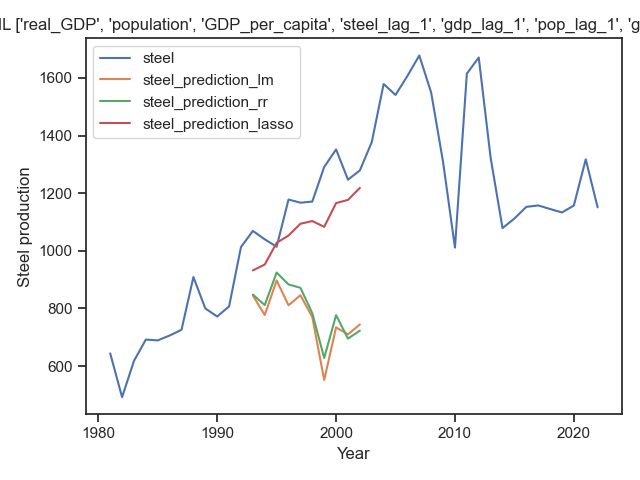 IL ['real_GDP', 'population', 'GDP_per_capita', 'steel_lag_1', 'gdp_lag_1', 'pop_lag_1', 'g
steel
steel_prediction_lm
steel_prediction_rr
steel_prediction_lasso
1600
1400
1200
1000
800
600
Steel production
1980 1990 2000 2010 2020
Year